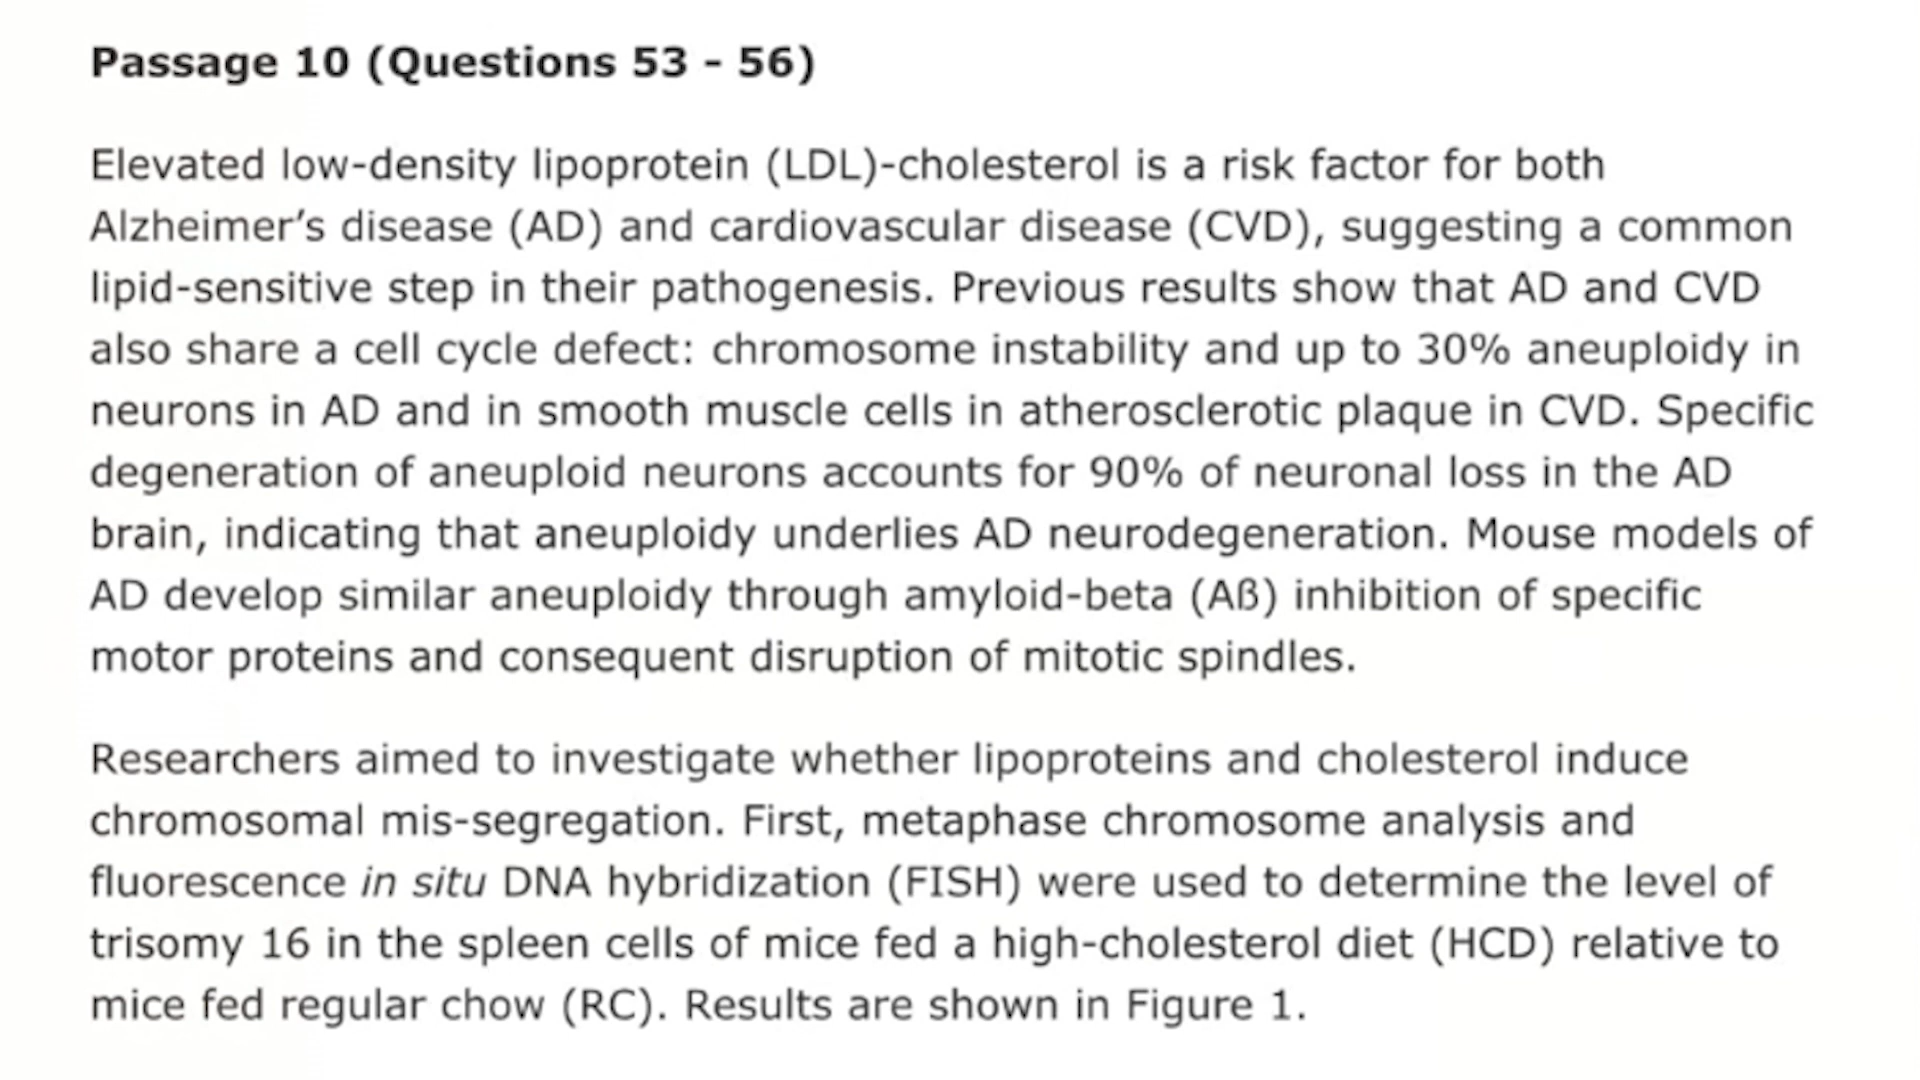 Passage 10 (Questions 53 - 56)
Elevated low-density lipoprotein (LDL)-cholesterol is a risk factor for both
Alzheimer’s disease (AD) and cardiovascular disease (CVD), suggesting a common
lipid-sensitive step in their pathogenesis. Previous results show that AD and CVD
also share a cell cycle defect: chromosome instability and up to 30% aneuploidy in
neurons in AD and in smooth muscle cells in atherosclerotic plaque in CVD. Specific
degeneration of aneuploid neurons accounts for 90% of neuronal loss in the AD
brain, indicating that aneuploidy underlies AD neurodegeneration. Mouse models of
AD develop similar aneuploidy through amyloid-beta (Aß) inhibition of specific
motor proteins and consequent disruption of mitotic spindles.
Researchers aimed to investigate whether lipoproteins and cholesterol induce
chromosomal mis-segregation. First, metaphase chromosome analysis and
fluorescence in situ DNA hybridization (FISH) were used to determine the level of
trisomy 16 in the spleen cells of mice fed a high-cholesterol diet (HCD) relative to
mice fed regular chow (RC). Results are shown in Figure 1.